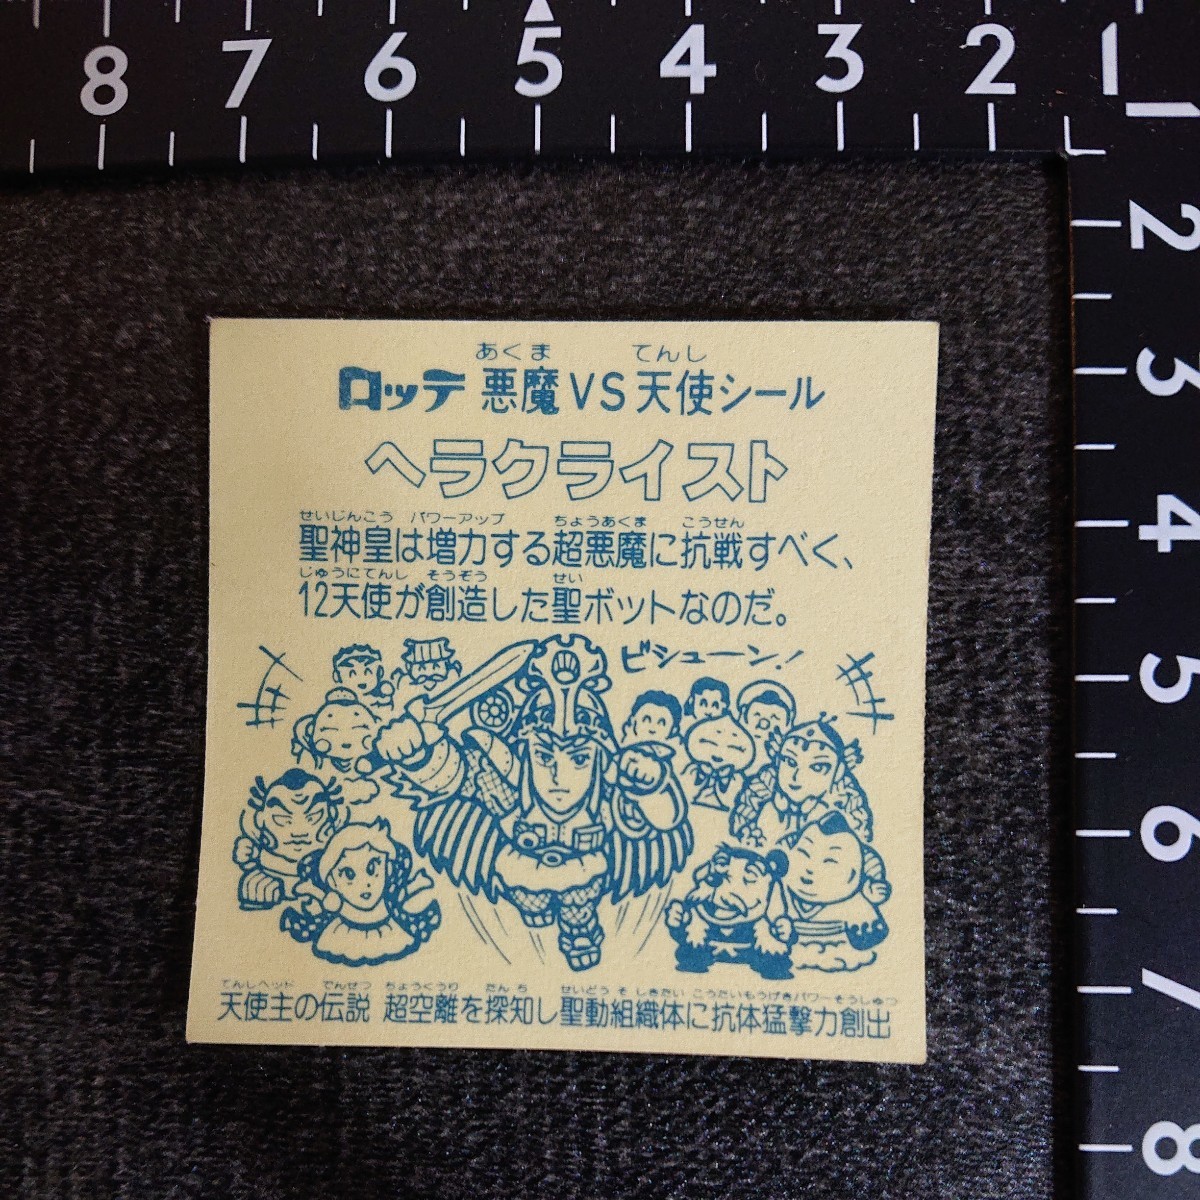 8 7 6 5 4 3 2 1
1 2 3 4 5 6 7 8
あくま てんし
ロッテ 悪魔VS天使シール
ヘラクライスト
せいじんこう パワーアップ ちょうあくま こうせん
聖神皇は増力する超悪魔に抗戦すべく、
じゅうにてんし そうぞう せい
12天使が創造した聖ボットなのだ。
ビシューン!
てんしヘッド でんせつ ちょうくうり たんち せいどうそしきたい こうたいもうげきパワーそうしゅつ
天使主の伝説 超空離を探知し聖動組織体に抗体猛撃力創出